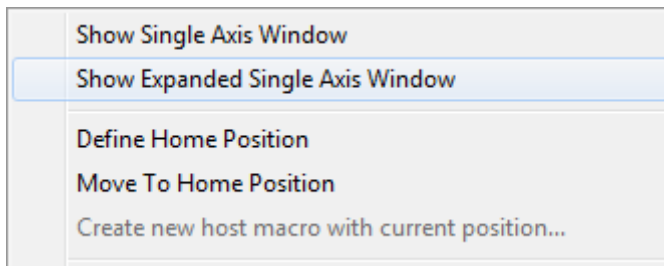 Show Single Axis Window
Show Expanded Single Axis Window
Define Home Position
Move To Home Position
Create new host macro with current position...